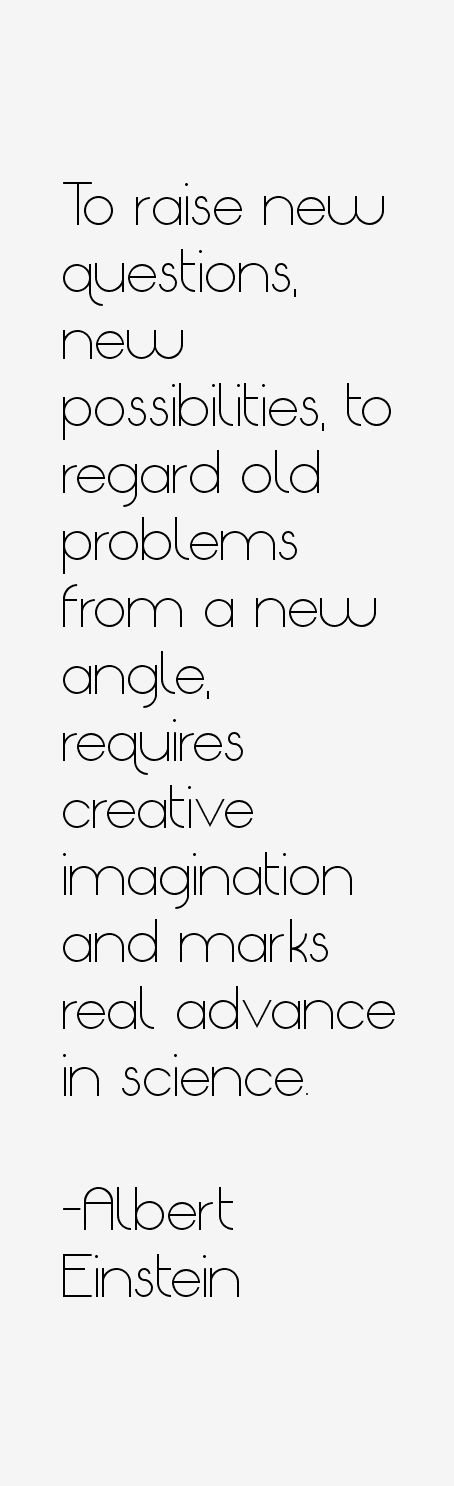 To raise new
questions,
new
possibilities, to
regard old
problems
from a new
angle,
requires
creative
imagination
and marks
real advance
in science.
-Albert
Einstein